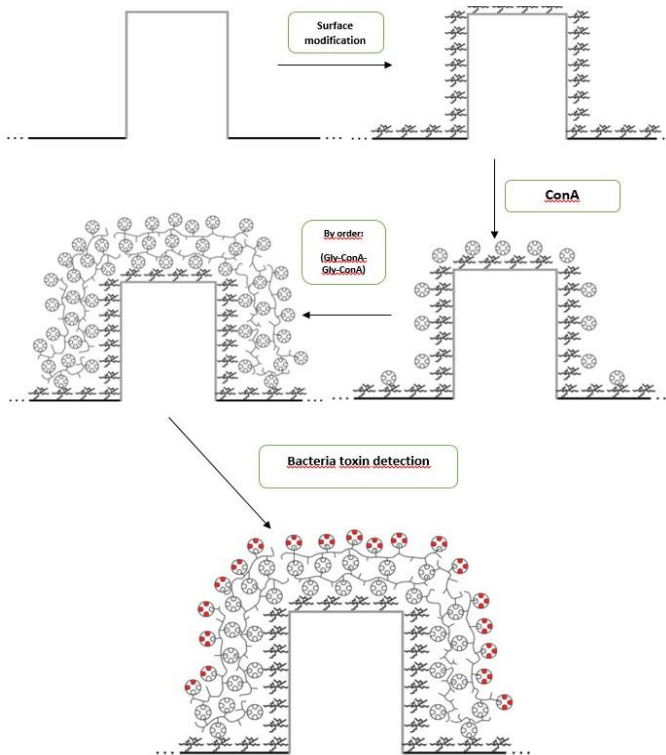 Surface
modification
ConA
By order:
(Gly-ConA-
Gly-ConA)
Bacteria toxin detection